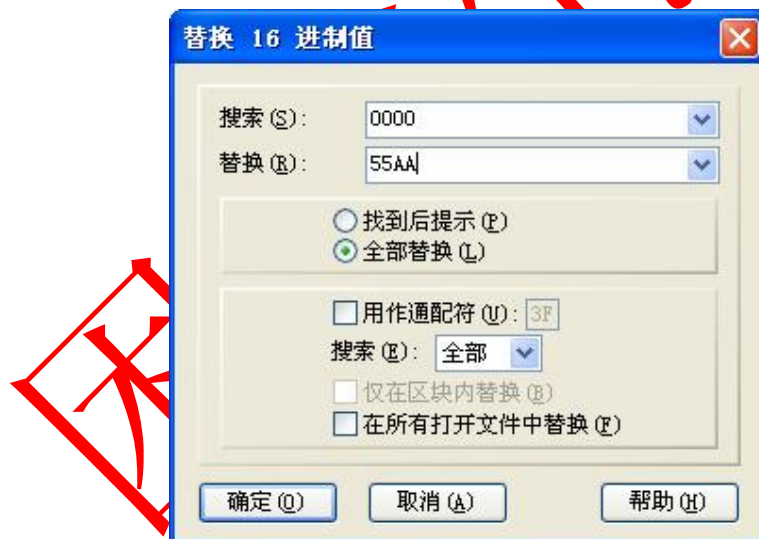 替换 16 进制值
搜索(S): 0000
替换(R): 55AA
找到后提示(P)
全部替换(L)
用作通配符(U): 3F
搜索(E): 全部
仅在区块内替换(B)
在所有打开文件中替换(F)
确定(O) 取消(A) 帮助(H)